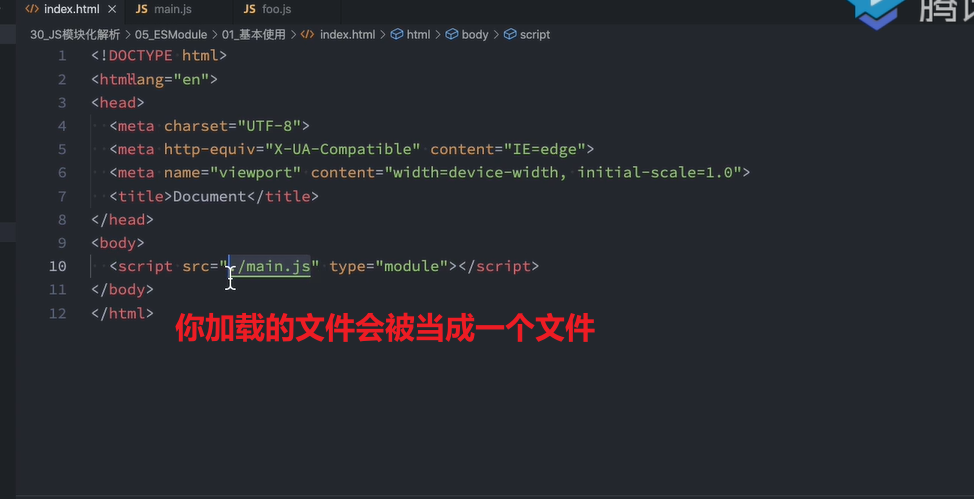 index.html × JS main.js JS foo.js
30_JS模块化解析 > 05_ESModule > 01_基本使用 > index.html > html > body > script
1 <!DOCTYPE html>
2 <html lang="en">
3 <head>
4 <meta charset="UTF-8">
5 <meta http-equiv="X-UA-Compatible" content="IE=edge">
6 <meta name="viewport" content="width=device-width, initial-scale=1.0">
7 <title>Document</title>
8 </head>
9 <body>
10 <script src="./main.js" type="module"></script>
11 </body>
12 </html>
你加载的文件会被当成一个文件